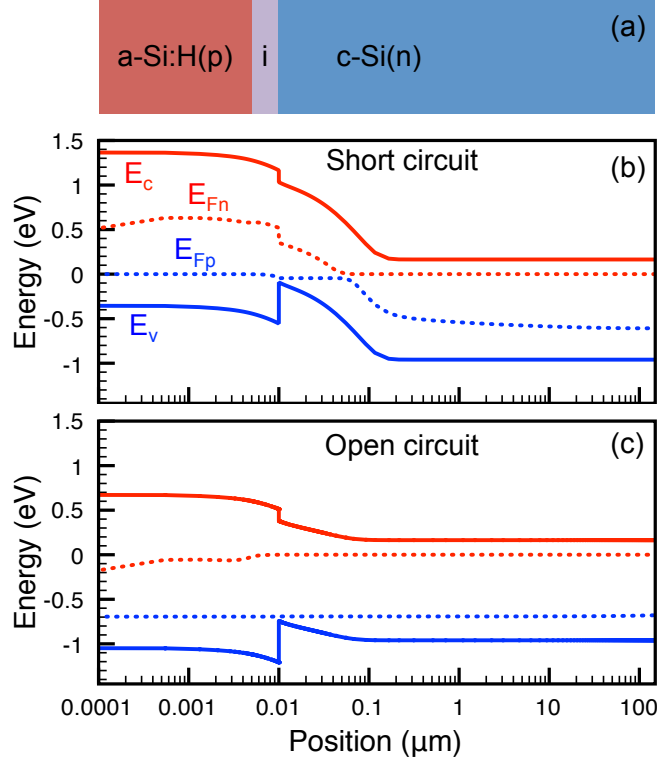 (a)
a-Si:H(p) i c-Si(n)
1.5
Short circuit (b)
E_c
1
E_Fn
0.5
E_Fp
0
-0.5
E_v
-1
Energy (eV)
Open circuit (c)
1
0.5
0
-0.5
-1
Energy (eV)
0.0001 0.001 0.01 0.1 1 10 100
Position (μm)